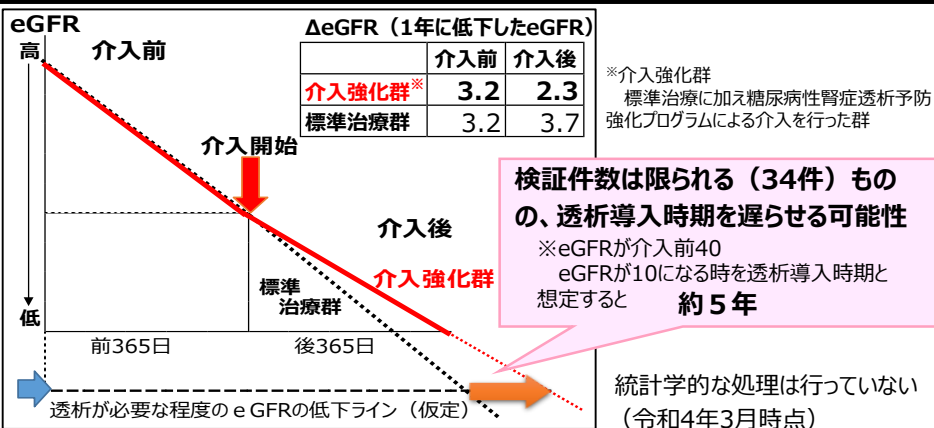 eGFR
高
介入前
ΔeGFR（1年に低下したeGFR）
介入前 介入後
介入強化群※ 3.2 2.3
標準治療群 3.2 3.7
※介入強化群
標準治療に加え糖尿病性腎症透析予防
強化プログラムによる介入を行った群
介入開始
検証件数は限られる（34件）もの
の、透析導入時期を遅らせる可能性
※eGFRが介入前40
eGFRが10になる時を透析導入時期と
想定すると 約５年
介入後
介入強化群
標準
治療群
低
前365日 後365日
透析が必要な程度のｅGFRの低下ライン（仮定）
統計学的な処理は行っていない
（令和4年3月時点）